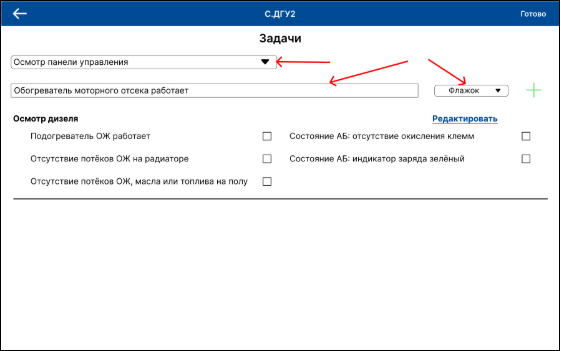 С.ДГУ2
Готово
Задачи
Осмотр панели управления
Обогреватель моторного отсека работает
Флажок
Осмотр дизеля
Редактировать
Подогреватель ОЖ работает
Состояние АБ: отсутствие окисления клемм
Отсутствие потёков ОЖ на радиаторе
Состояние АБ: индикатор заряда зелёный
Отсутствие потёков ОЖ, масла или топлива на полу